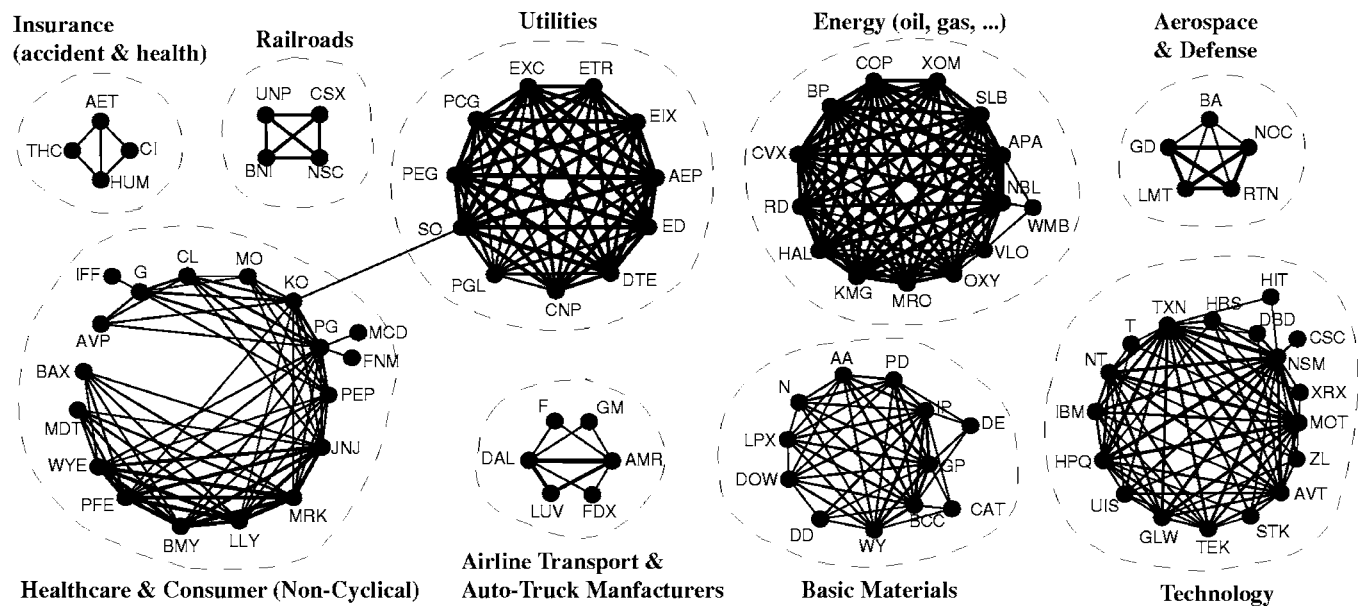 Insurance
(accident & health)
Railroads
Utilities
Energy (oil, gas, ...)
Aerospace
& Defense
AET
THC
CI
HUM
UNP
CSX
BNI
NSC
EXC
ETR
PCG
EIX
PEG
AEP
SO
ED
PGL
DTE
CNP
COP
XOM
BP
SLB
CVX
APA
RD
NBL
WMB
HAL
VLO
KMG
OXY
MRO
BA
GD
NOC
LMT
RTN
IFF
G
CL
MO
KO
AVP
PG
MCD
FNM
BAX
PEP
MDT
JNJ
WYE
PFE
MRK
BMY
LLY
F
GM
DAL
AMR
LUV
FDX
AA
PD
N
IP
DE
LPX
GP
DOW
DD
BCC
CAT
WY
HIT
TXN
HRS
T
DBD
CSC
NT
NSM
XRX
IBM
MOT
HPQ
ZL
UIS
AVT
GLW
STK
TEK
Healthcare & Consumer (Non-Cyclical)
Airline Transport &
Auto-Truck Manfacturers
Basic Materials
Technology